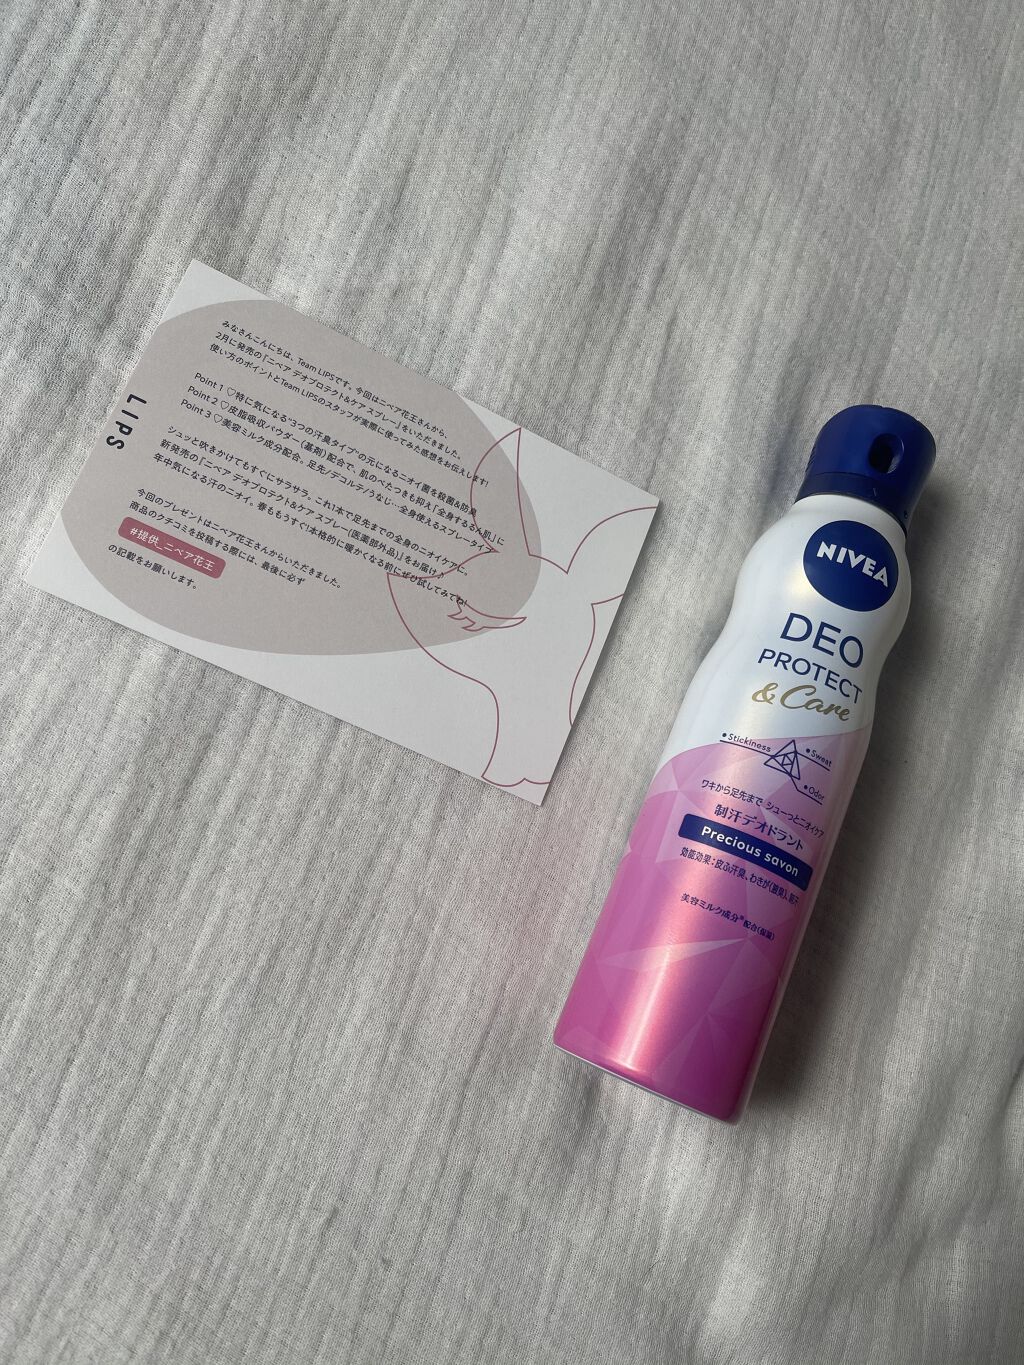 LIPS
みなさんこんにちは、Team LIPSです。今回はニベア花王さんから、
2月に発売の「ニベア デオプロテクト&ケア スプレー」をいただきました。
使い方のポイントとTeam LIPSのスタッフが実際に使ってみた感想をお伝えします!
Point 1 ♡特に気になる“3つの汗臭タイプ”の元になるニオイ菌を殺菌&防臭
Point 2 ♡皮脂吸収パウダー(基剤)配合で、肌のべたつきも抑え「全身するるん肌」に
Point 3 ♡美容ミルク成分配合。足先/デコルテ/うなじ…全身使えるスプレータイプ
シュッと吹きかけてもすぐにサラサラ。これ1本で足先までの全身のニオイケアに。
新発売の「ニベア デオプロテクト&ケア スプレー(医薬部外品)」をお届け♪
年中気になる汗のニオイ。春ももうすぐ!本格的に暖かくなる前にぜひ試してみてね!
今回のプレゼントはニベア花王さんからいただきました。
商品のクチコミを投稿する際には、最後に必ず
#提供_ニベア花王
の記載をお願いします。
NIVEA
DEO
PROTECT
& Care
Stickiness
Sweat
Odor
ワキから足先まで シューっとニオイケア
制汗デオドラント
Precious savon
効能効果:皮ふ汗臭、わきが(腋臭)、制汗
美容ミルク成分※配合(保湿)